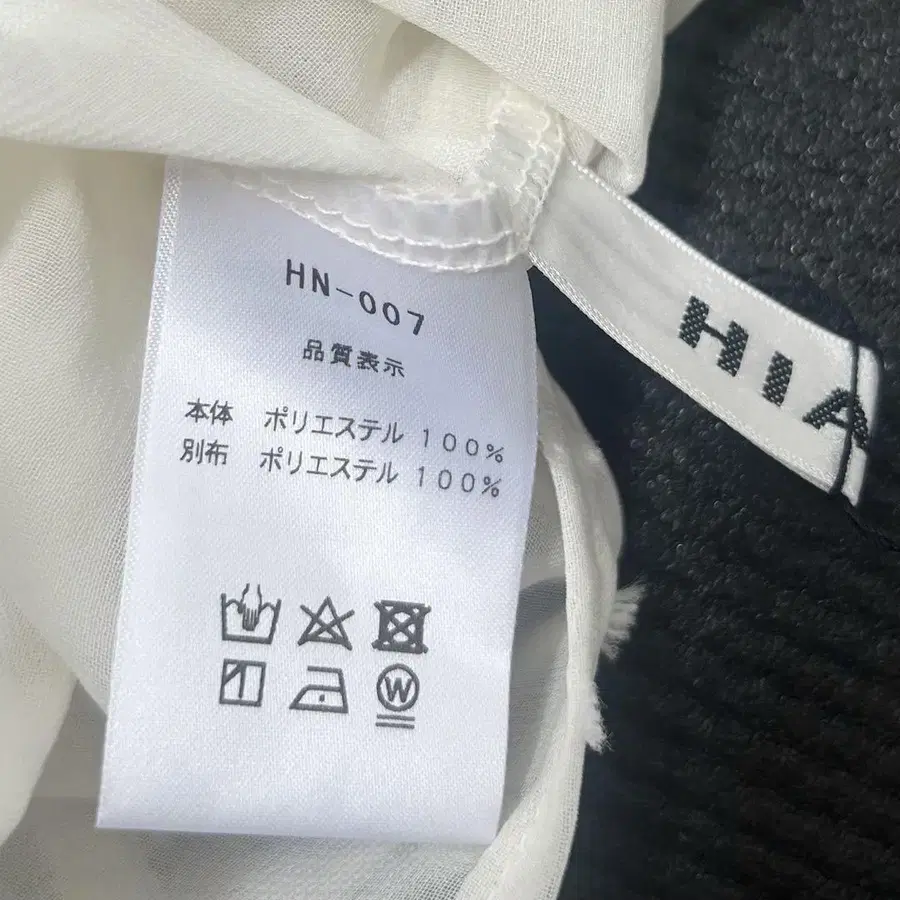 HN-007
品質表示
本体 ポリエステル 100%
別布 ポリエステル 100%
W
HIA